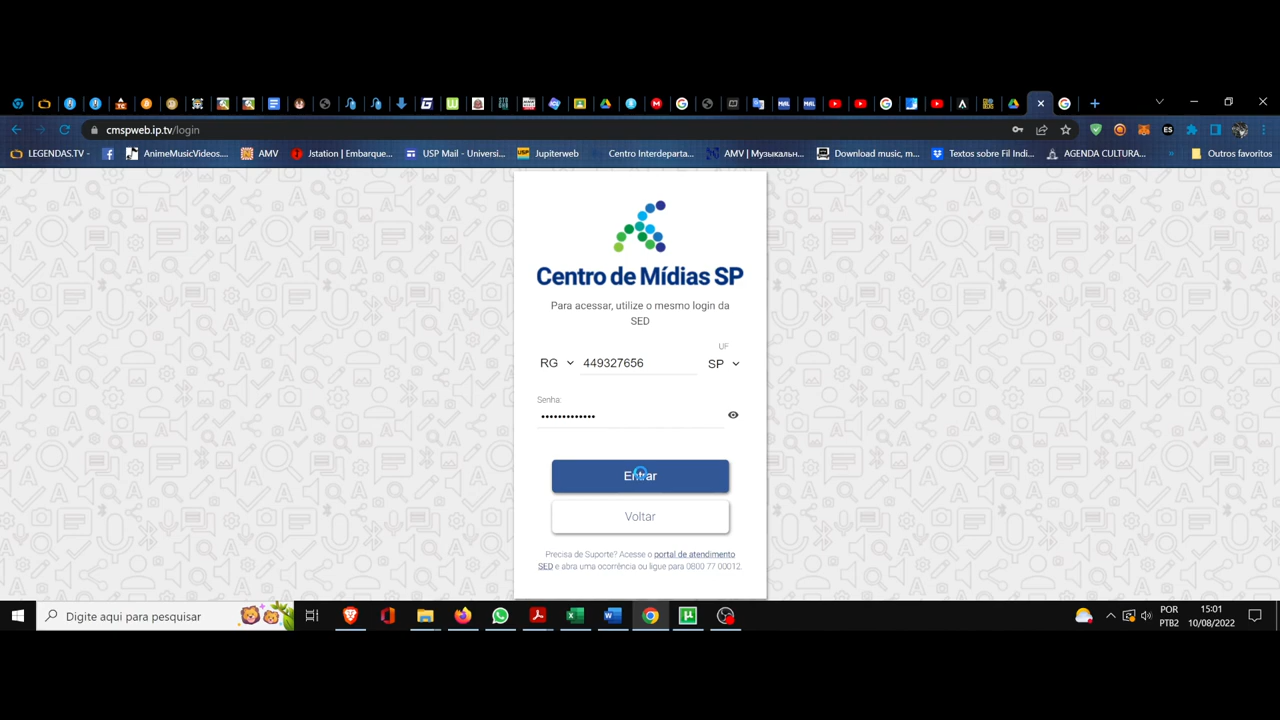 cmspweb.ip.tv/login
LEGENDAS.TV - AnimeMusicVideos.... AMV Jstation | Embarque... USP Mail - Universi... Jupiterweb Centro Interdeparta... AMV | Музыкальн... Download music, m... Textos sobre Fil Indi... AGENDA CULTURA... » Outros favoritos
Centro de Mídias SP
Para acessar, utilize o mesmo login da
SED
UF
RG 449327656 SP
Senha:
•••••••••••••
Entrar
Voltar
Precisa de Suporte? Acesse o portal de atendimento
SED e abra uma ocorrência ou ligue para 0800 77 00012.
Digite aqui para pesquisar
POR 15:01
PTB2 10/08/2022